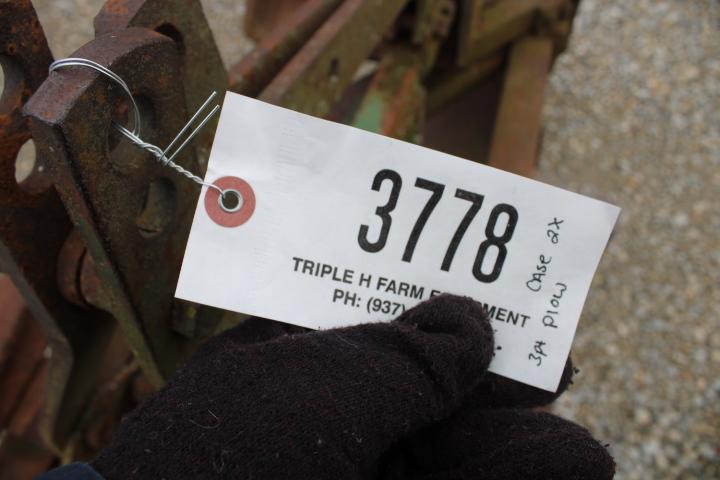 3778
TRIPLE H FARM
PH: (937)
Case 2x
3pt Plow